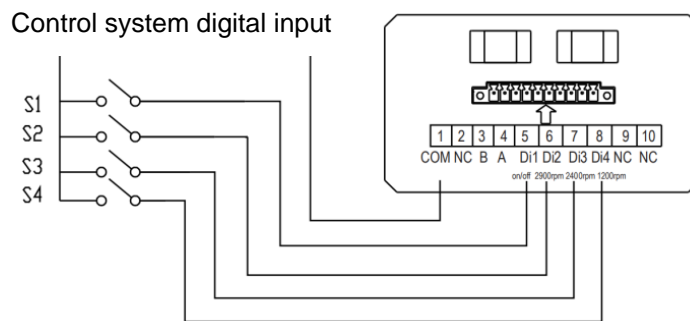 Control system digital input
S1
S2
S3
S4
1 2 3 4 5 6 7 8 9 10
COM NC B A Di1 Di2 Di3 Di4 NC NC
on/off 2900rpm 2400rpm 1200rpm